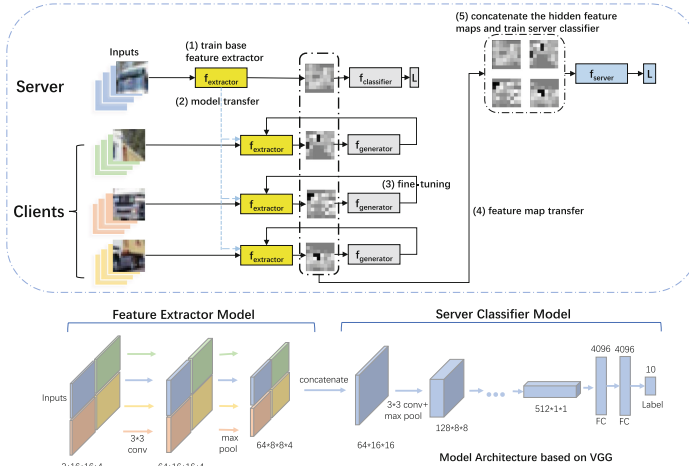 (5) concatenate the hidden feature
maps and train server classifier
Inputs
(1) train base
feature extractor
Server
f_extractor
f_classifier
L
f_server
L
(2) model transfer
f_extractor
f_generator
(3) fine-tuning
Clients
f_extractor
f_generator
(4) feature map transfer
f_extractor
f_generator
Feature Extractor Model
Server Classifier Model
4096 4096
10
concatenate
Inputs
3*3 conv+
max pool
Label
512*1*1
FC FC
128*8*8
3*3
conv
max
pool
64*8*8*4
64*16*16
Model Architecture based on VGG